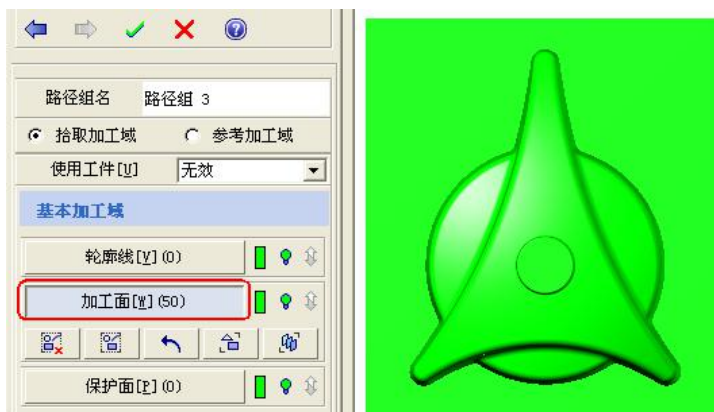 路径组名 路径组 3
拾取加工域 参考加工域
使用工件[U] 无效
基本加工域
轮廓线[V](0)
加工面[W](50)
保护面[P](0)